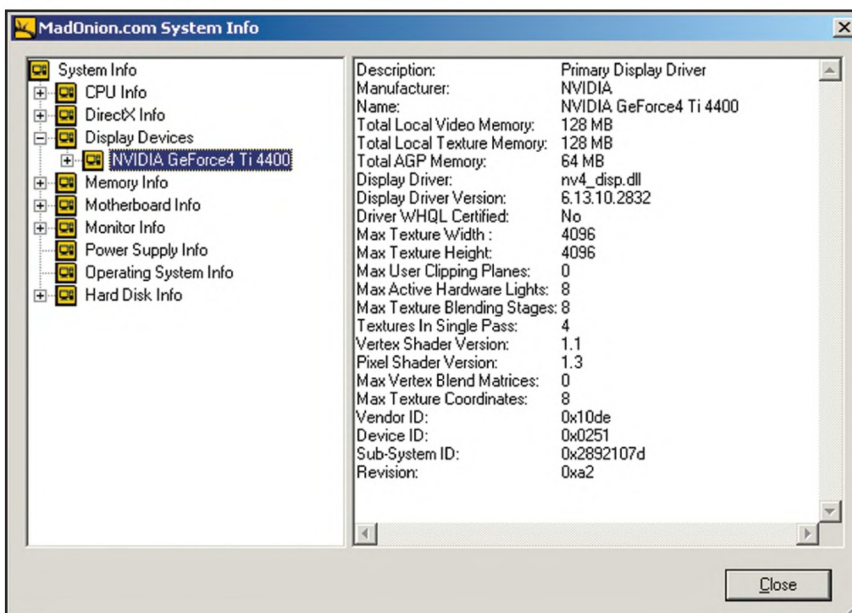 MadOnion.com System Info
System Info
CPU Info
DirectX Info
Display Devices
NVIDIA GeForce4 Ti 4400
Memory Info
Motherboard Info
Monitor Info
Power Supply Info
Operating System Info
Hard Disk Info
Description: Primary Display Driver
Manufacturer: NVIDIA
Name: NVIDIA GeForce4 Ti 4400
Total Local Video Memory: 128 MB
Total Local Texture Memory: 128 MB
Total AGP Memory: 64 MB
Display Driver: nv4_disp.dll
Display Driver Version: 6.13.10.2832
Driver WHQL Certified: No
Max Texture Width : 4096
Max Texture Height: 4096
Max User Clipping Planes: 0
Max Active Hardware Lights: 8
Max Texture Blending Stages: 8
Textures In Single Pass: 4
Vertex Shader Version: 1.1
Pixel Shader Version: 1.3
Max Vertex Blend Matrices: 0
Max Texture Coordinates: 8
Vendor ID: 0x10de
Device ID: 0x0251
Sub-System ID: 0x2892107d
Revision: 0xa2
Close